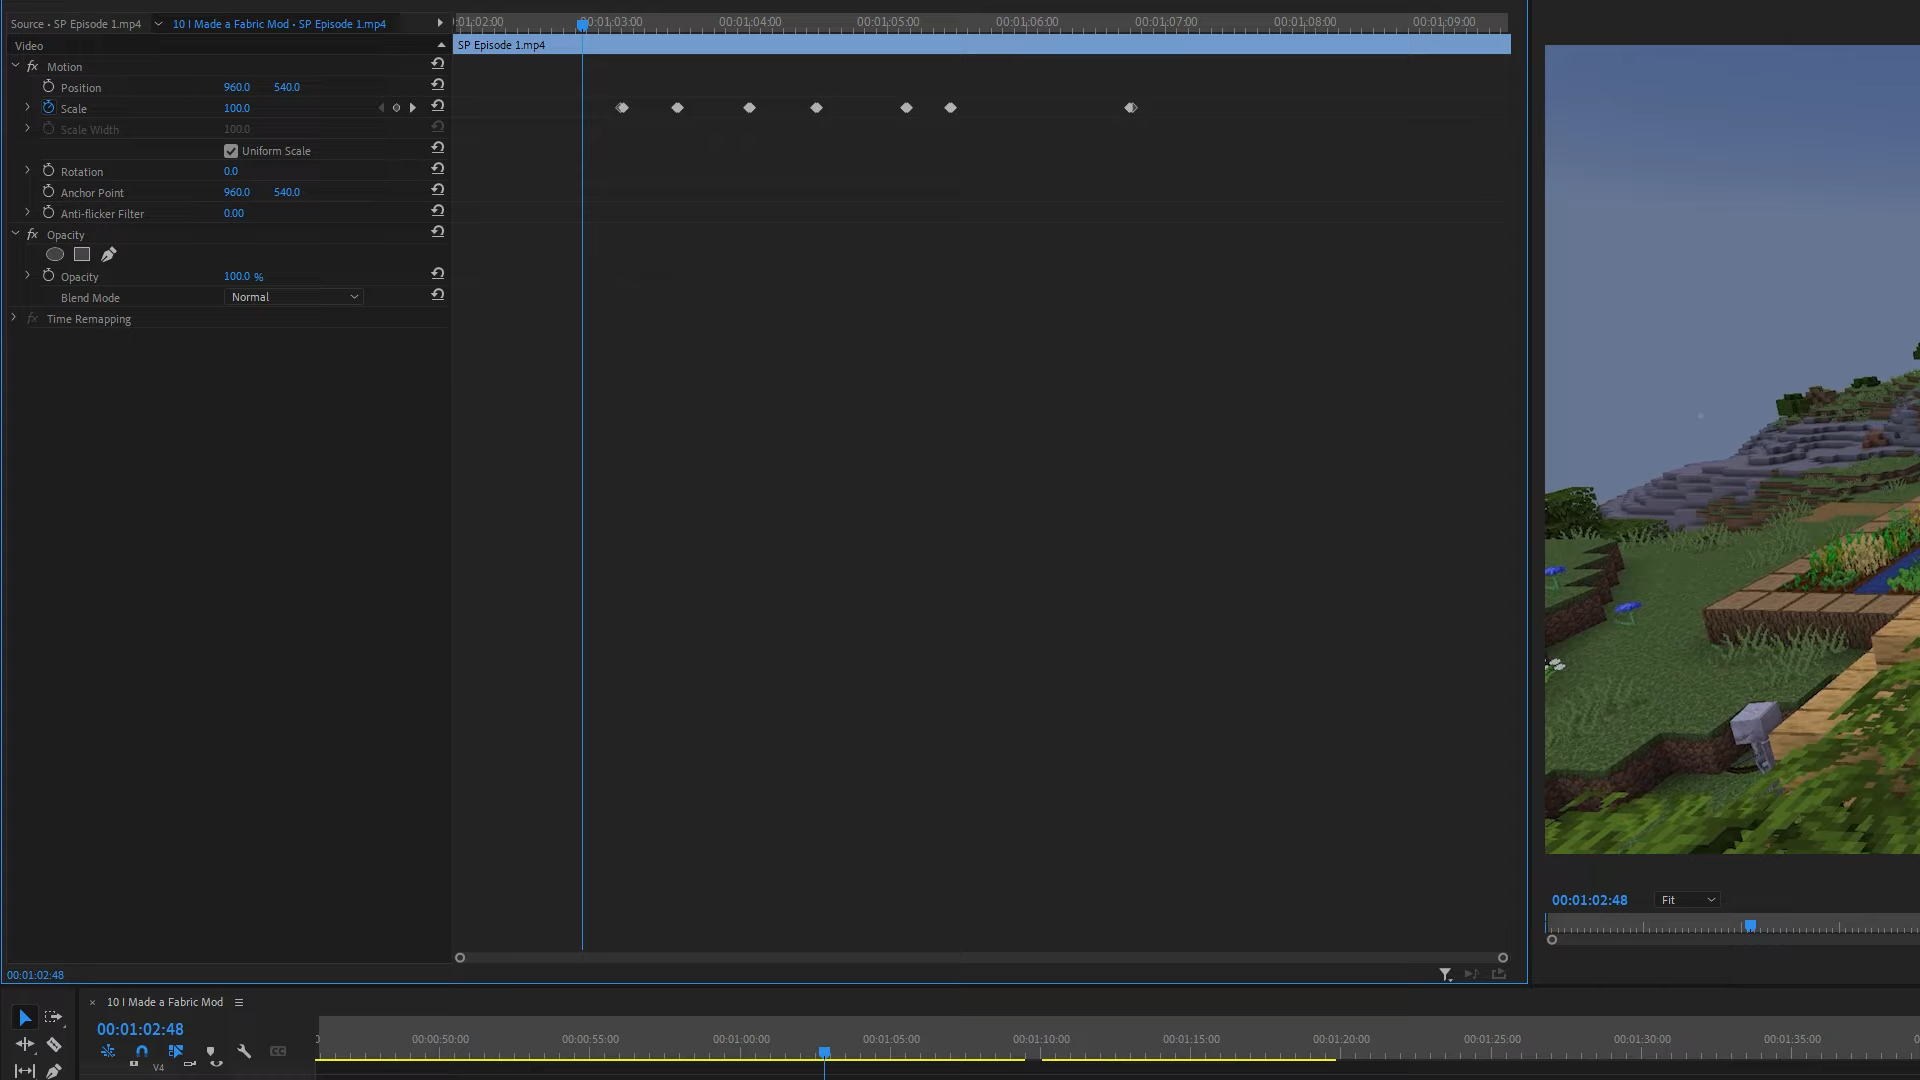 Source • SP Episode 1.mp4
10 I Made a Fabric Mod • SP Episode 1.mp4
:01:02:00
00:01:03:00
00:01:04:00
00:01:05:00
00:01:06:00
00:01:07:00
00:01:08:00
00:01:09:00
Video
SP Episode 1.mp4
fx Motion
Position 960.0 540.0
Scale 100.0
Scale Width 100.0
Uniform Scale
Rotation 0.0
Anchor Point 960.0 540.0
Anti-flicker Filter 0.00
fx Opacity
Opacity 100.0 %
Blend Mode Normal
fx Time Remapping
00:01:02:48 Fit
00:01:02:48
× 10 I Made a Fabric Mod
00:01:02:48
00:00:50:00
00:00:55:00
00:01:00:00
00:01:05:00
00:01:10:00
00:01:15:00
00:01:20:00
00:01:25:00
00:01:30:00
00:01:35:00
CC
V4